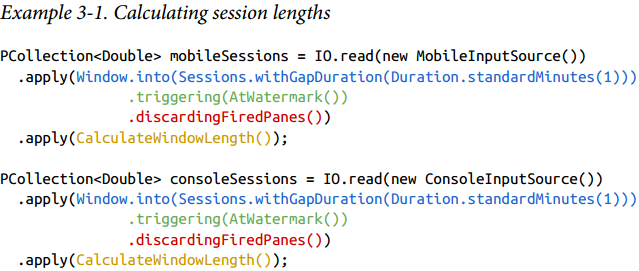 Example 3-1. Calculating session lengths
PCollection<Double> mobileSessions = IO.read(new MobileInputSource())
  .apply(Window.into(Sessions.withGapDuration(Duration.standardMinutes(1)))
               .triggering(AtWatermark())
               .discardingFiredPanes())
  .apply(CalculateWindowLength());
PCollection<Double> consoleSessions = IO.read(new ConsoleInputSource())
  .apply(Window.into(Sessions.withGapDuration(Duration.standardMinutes(1)))
               .triggering(AtWatermark())
               .discardingFiredPanes())
  .apply(CalculateWindowLength());